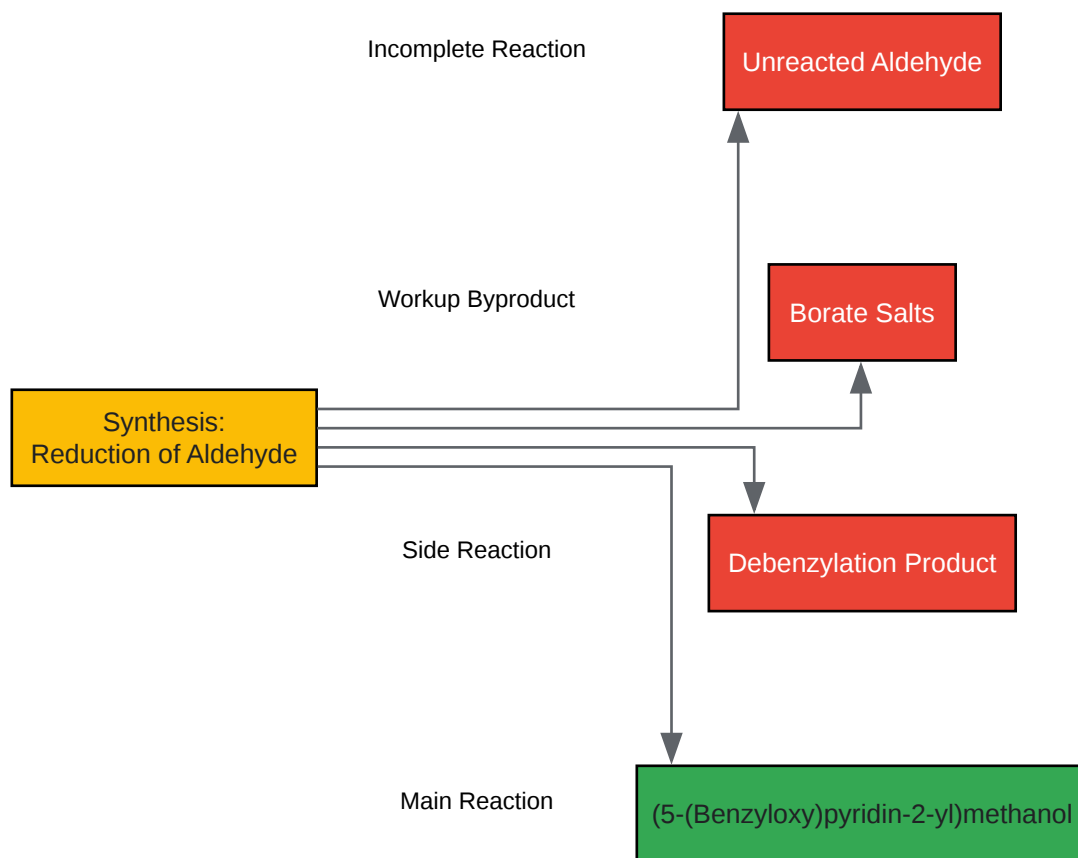 Incomplete Reaction
Unreacted Aldehyde
Workup Byproduct
Borate Salts
Synthesis:
Reduction of Aldehyde
Side Reaction
Debenzylation Product
Main Reaction
(5-(Benzyloxy)pyridin-2-yl)methanol